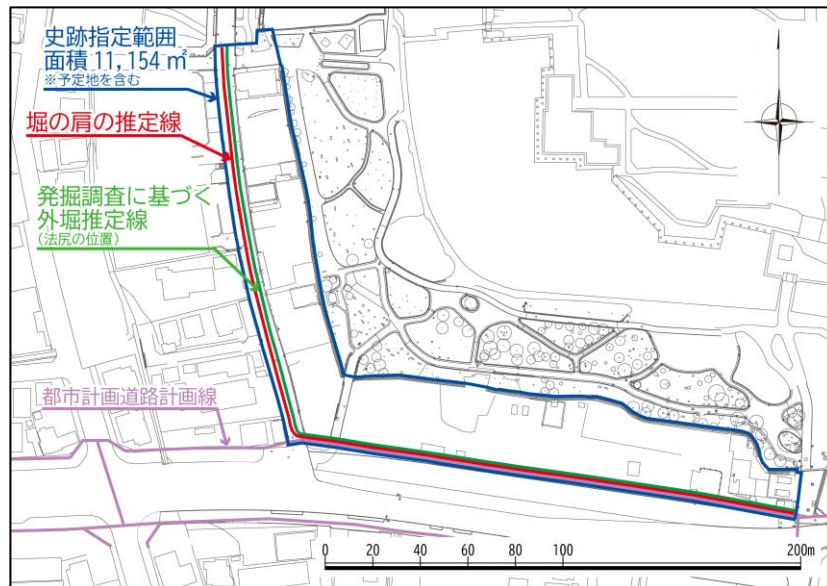 史跡指定範囲
面積 11,154 ㎡
※予定地を含む
堀の肩の推定線
発掘調査に基づく
外堀推定線
(法尻の位置)
都市計画道路計画線
0 20 40 60 80 100 200m